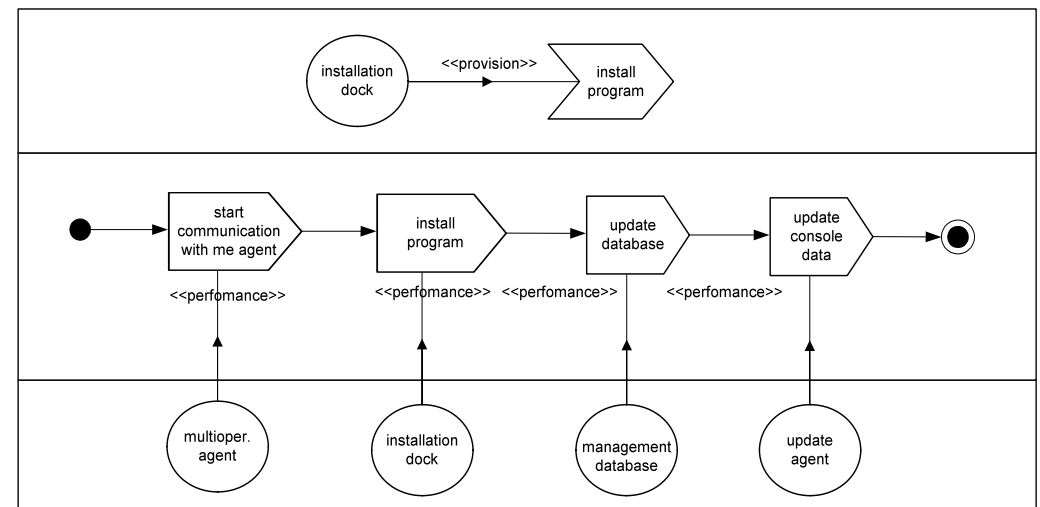 installation
dock
<<provision>>
install
program
start
communication
with me agent
install
program
update
database
update
console
data
<<perfomance>>
<<perfomance>>
<<perfomance>>
<<perfomance>>
multioper.
agent
installation
dock
management
database
update
agent